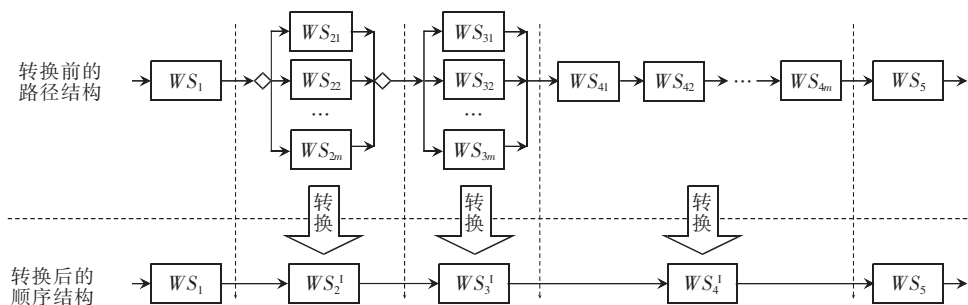 WS₂₁ WS₃₁
转换前的
路径结构
WS₁ WS₂₂ WS₃₂ WS₄₁ WS₄₂ … WS₄ₘ WS₅
… …
WS₂ₘ WS₃ₘ
转换 转换 转换
转换后的
顺序结构
WS₁ WS₂ᴵ WS₃ᴵ WS₄ᴵ WS₅